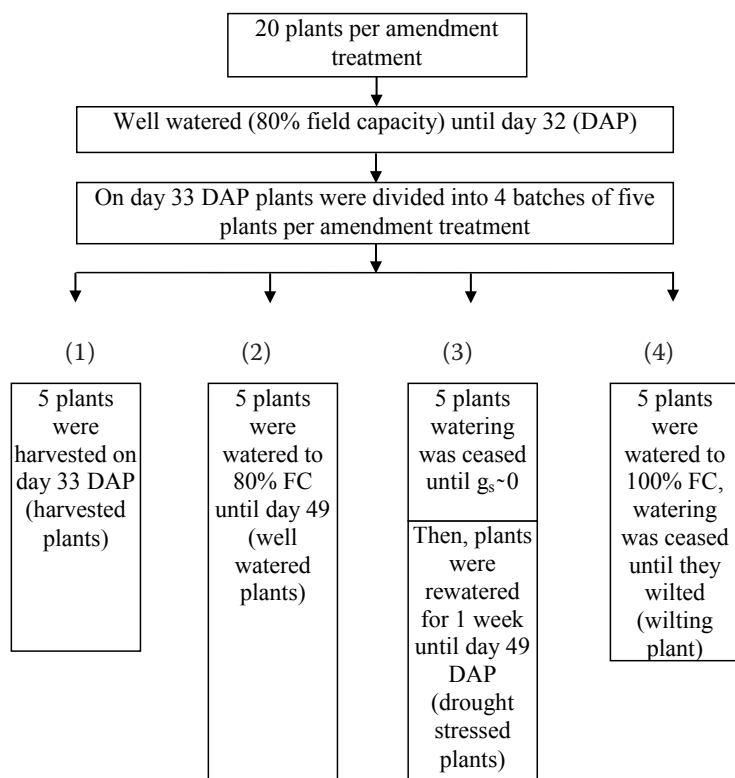 20 plants per amendment
treatment
Well watered (80% field capacity) until day 32 (DAP)
On day 33 DAP plants were divided into 4 batches of five
plants per amendment treatment
(1)
(2)
(3)
(4)
5 plants
were
harvested on
day 33 DAP
(harvested
plants)
5 plants
were
watered to
80% FC
until day 49
(well
watered
plants)
5 plants
watering
was ceased
until gs~0
Then, plants
were
rewatered
for 1 week
until day 49
DAP
(drought
stressed
plants)
5 plants
were
watered to
100% FC,
watering
was ceased
until they
wilted
(wilting
plant)